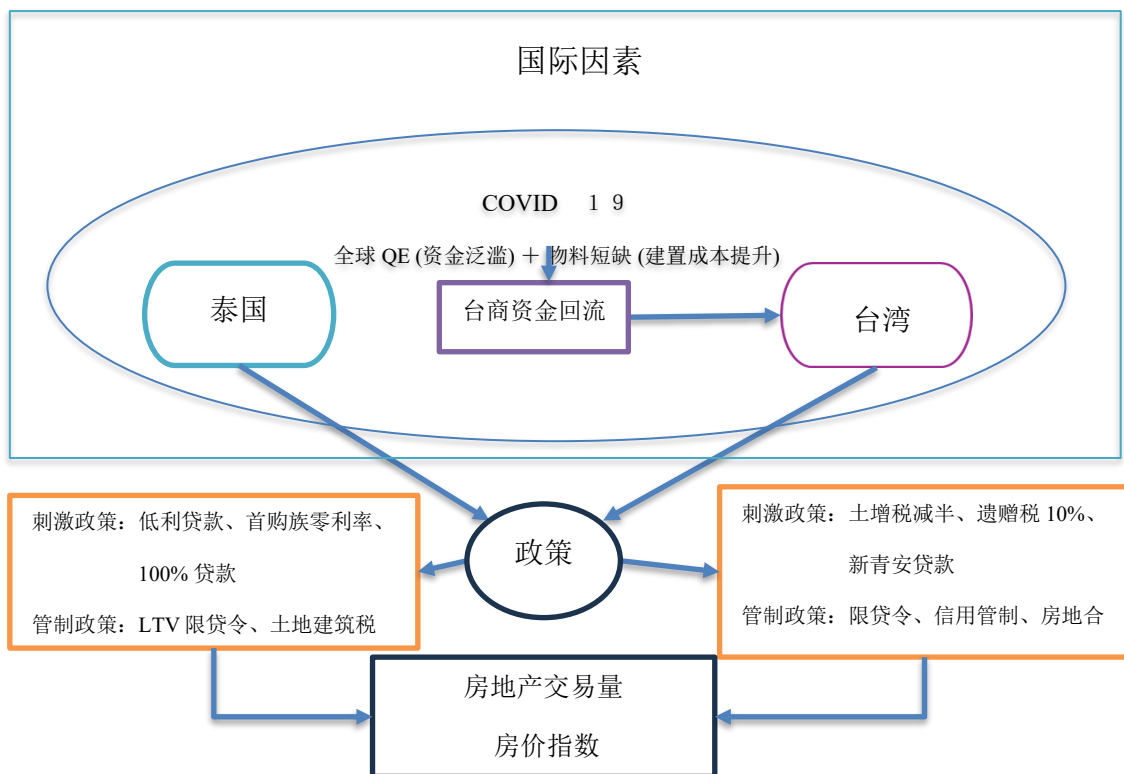 国际因素
COVID １９
全球 QE (资金泛滥) ＋ 物料短缺 (建置成本提升)
泰国
台商资金回流
台湾
刺激政策：低利贷款、首购族零利率、
100% 贷款
管制政策：LTV 限贷令、土地建筑税
政策
刺激政策：土增税减半、遗赠税 10%、
新青安贷款
管制政策：限贷令、信用管制、房地合
房地产交易量
房价指数